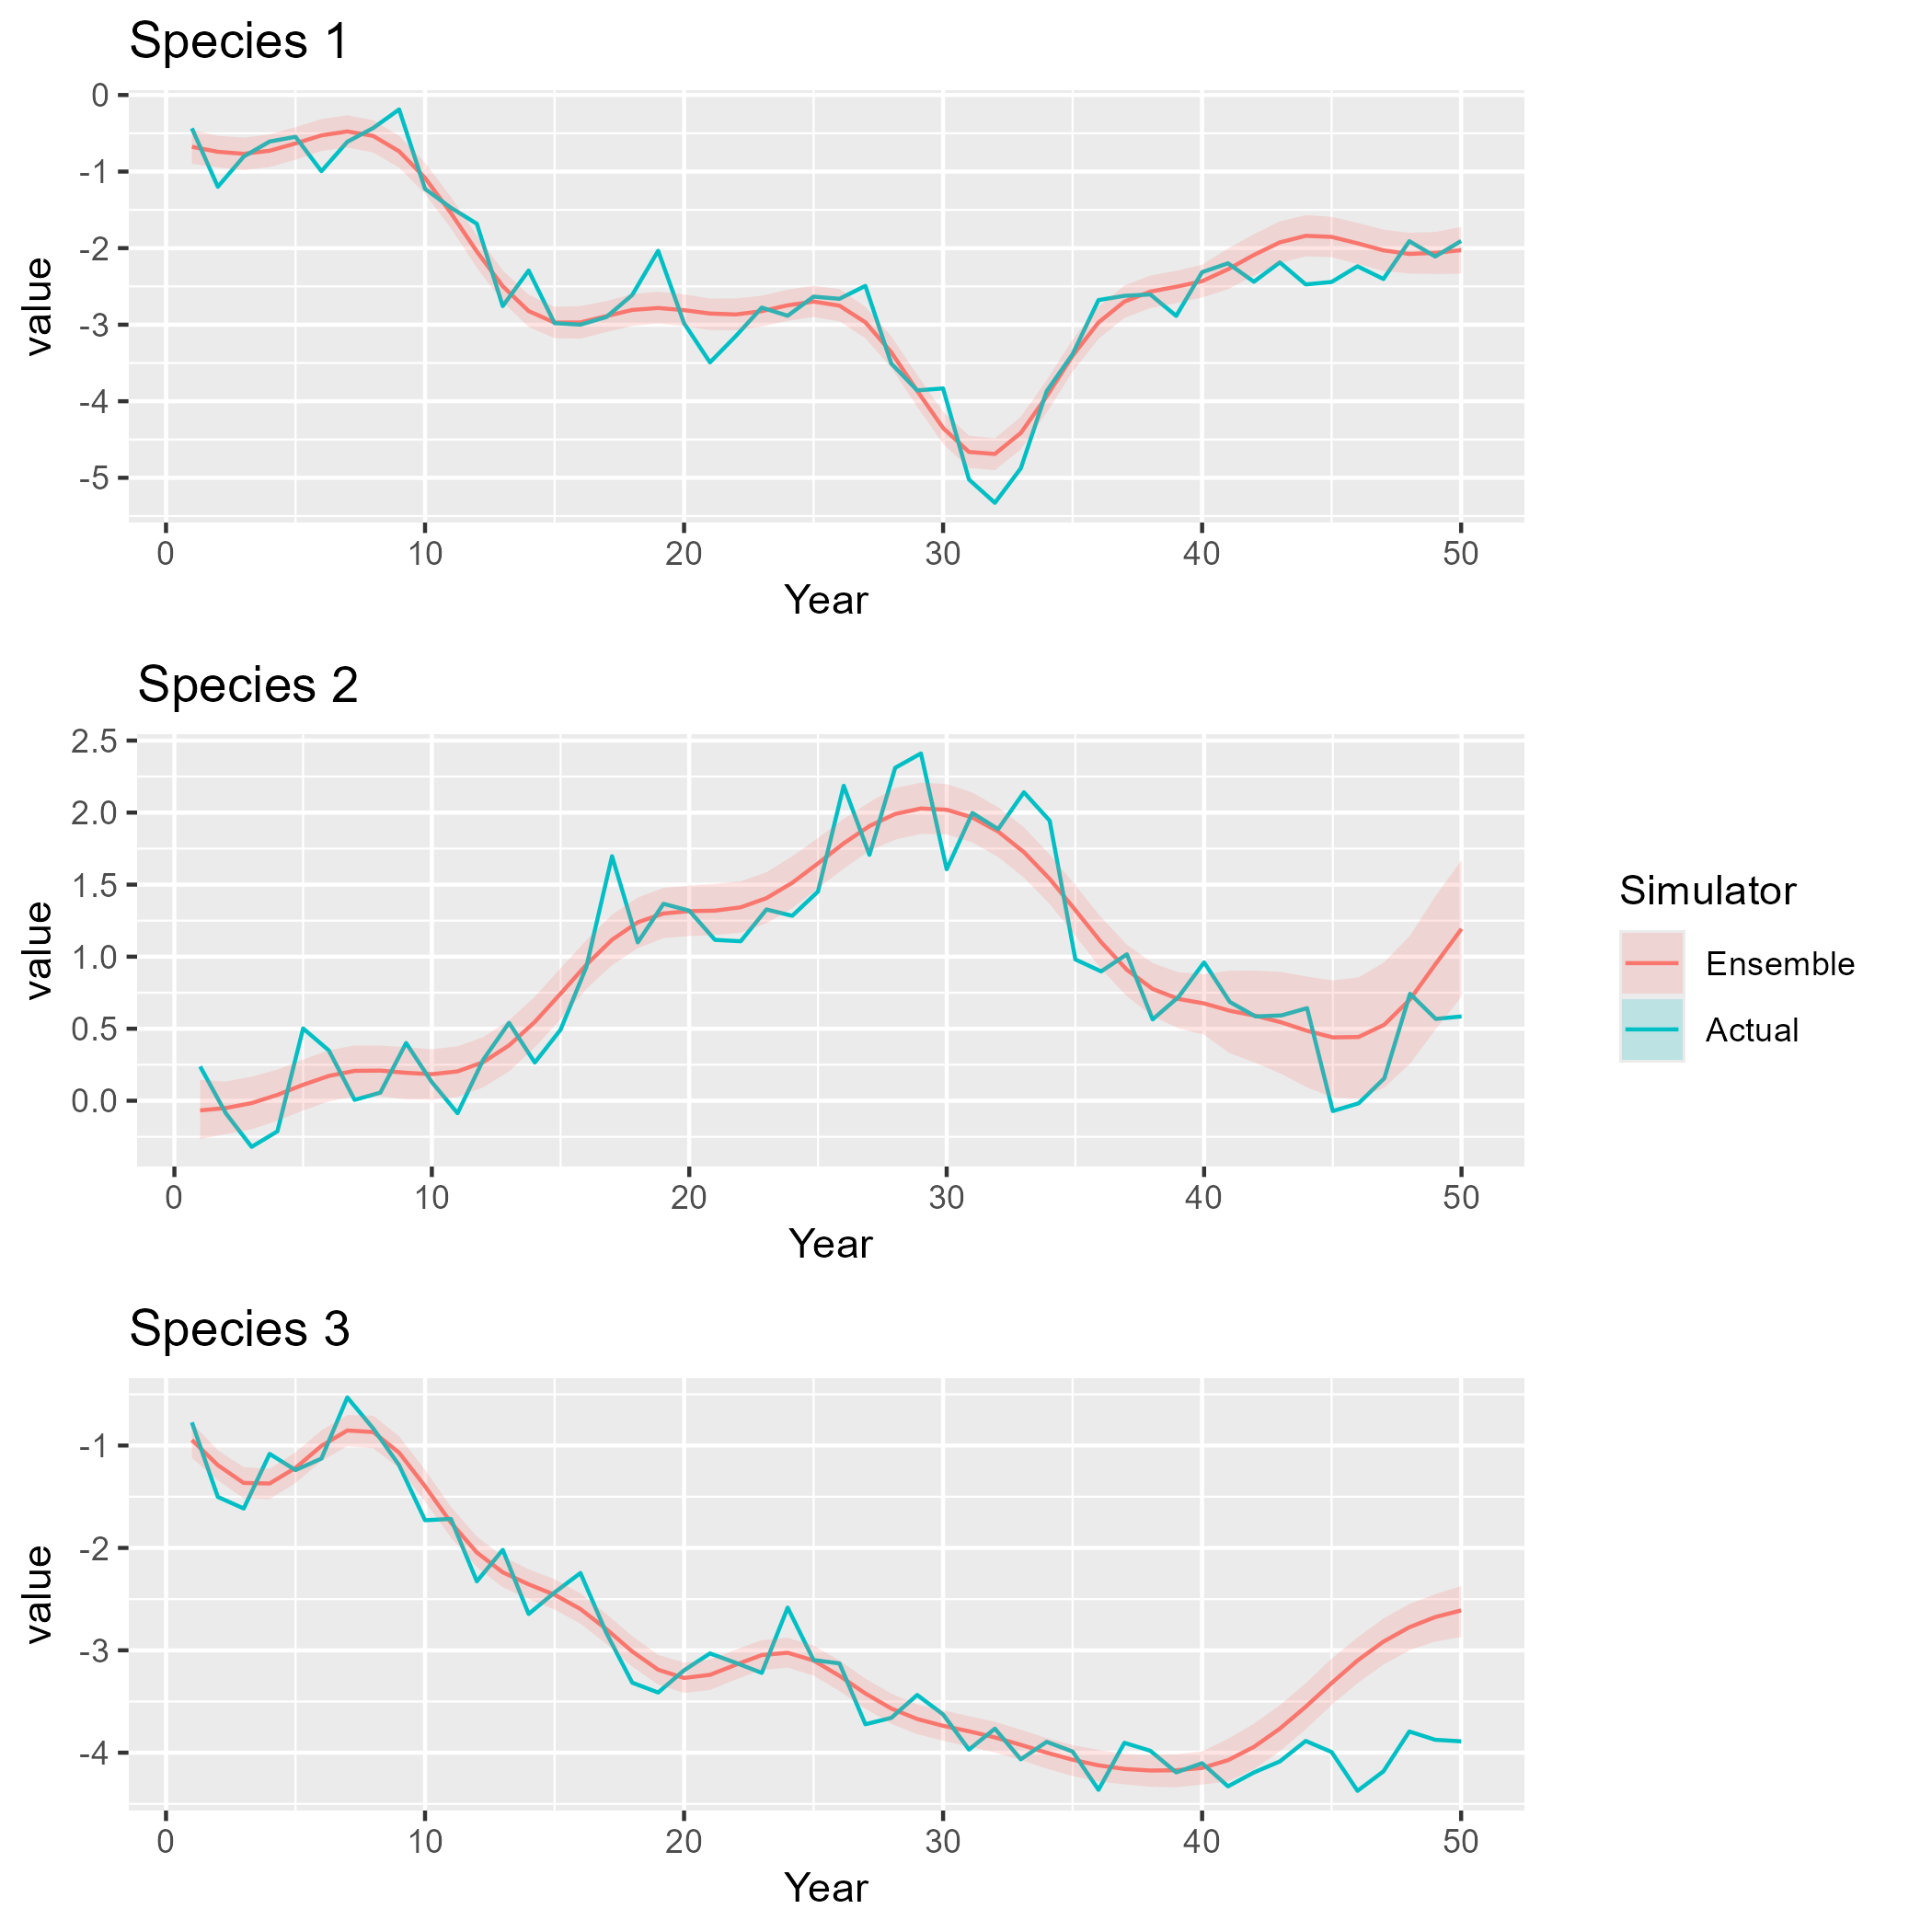 Species 1
0
-1
-2
-3
-4
-5
value
0 10 20 30 40 50
Year
Species 2
2.5
2.0
1.5
1.0
0.5
0.0
value
0 10 20 30 40 50
Year
Simulator
Ensemble
Actual
Species 3
-1
-2
-3
-4
value
0 10 20 30 40 50
Year